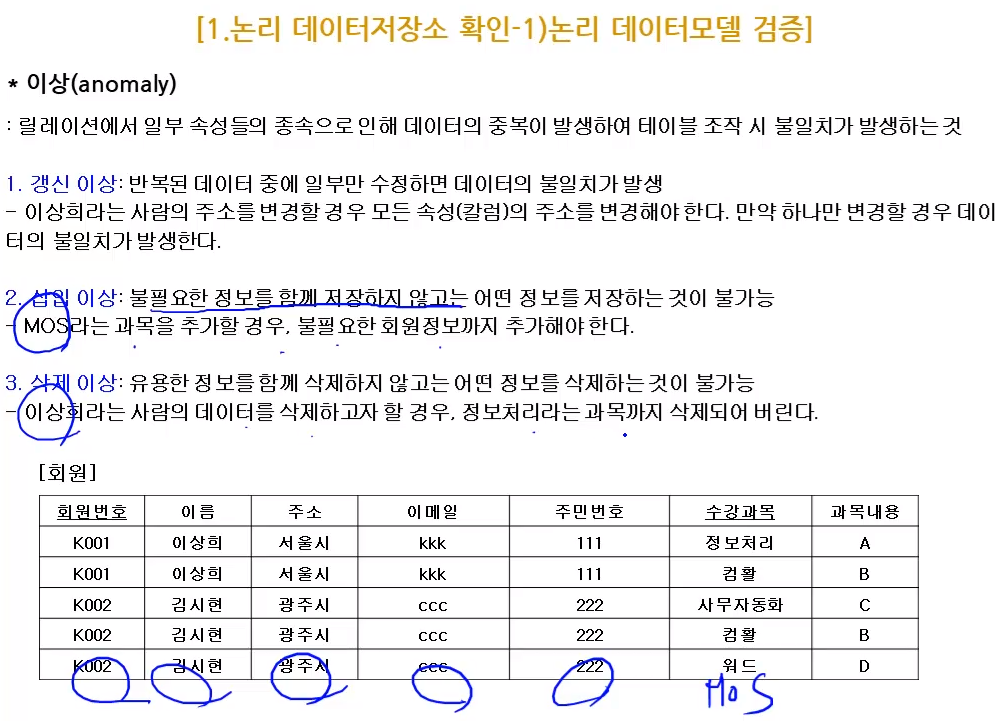 [1.논리 데이터저장소 확인-1)논리 데이터모델 검증]
* 이상(anomaly)
: 릴레이션에서 일부 속성들의 종속으로 인해 데이터의 중복이 발생하여 테이블 조작 시 불일치가 발생하는 것
1. 갱신 이상: 반복된 데이터 중에 일부만 수정하면 데이터의 불일치가 발생
- 이상희라는 사람의 주소를 변경할 경우 모든 속성(칼럼)의 주소를 변경해야 한다. 만약 하나만 변경할 경우 데이
터의 불일치가 발생한다.
2. 삽입 이상: 불필요한 정보를 함께 저장하지 않고는 어떤 정보를 저장하는 것이 불가능
- MOS라는 과목을 추가할 경우, 불필요한 회원정보까지 추가해야 한다.
3. 삭제 이상: 유용한 정보를 함께 삭제하지 않고는 어떤 정보를 삭제하는 것이 불가능
- 이상희라는 사람의 데이터를 삭제하고자 할 경우, 정보처리라는 과목까지 삭제되어 버린다.
[회원]
회원번호 이름 주소 이메일 주민번호 수강과목 과목내용
K001 이상희 서울시 kkk 111 정보처리 A
K001 이상희 서울시 kkk 111 컴활 B
K002 김시현 광주시 ccc 222 사무자동화 C
K002 김시현 광주시 ccc 222 컴활 B
K002 김시현 광주시 ccc 222 워드 D
MoS